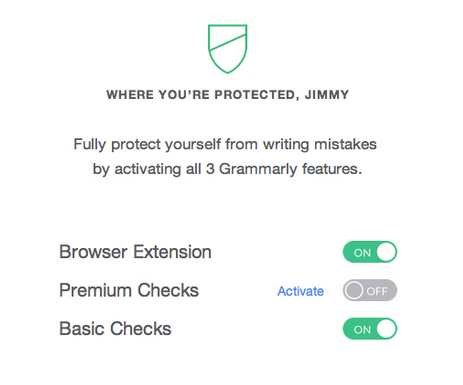 WHERE YOU'RE PROTECTED, JIMMY
Fully protect yourself from writing mistakes
by activating all 3 Grammarly features.
Browser Extension ON
Premium Checks Activate OFF
Basic Checks ON